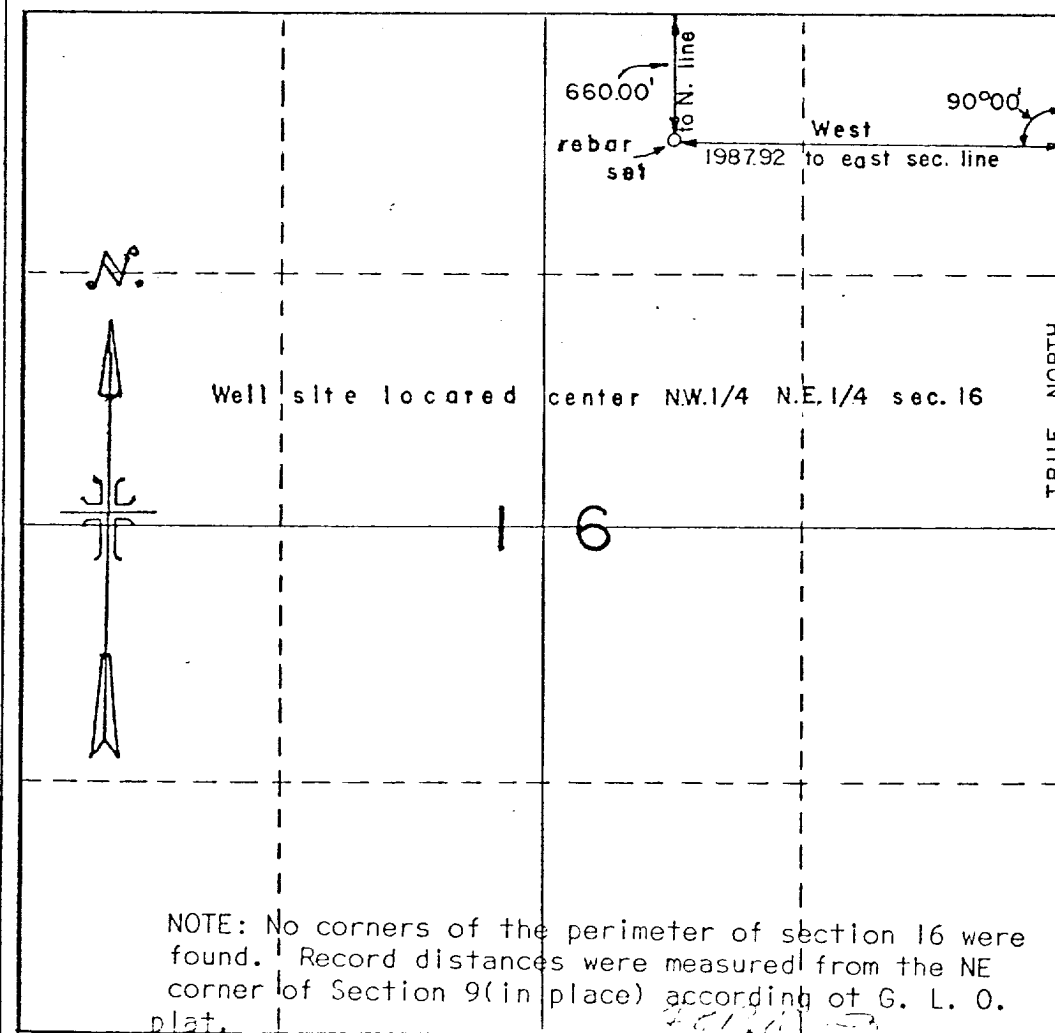 660.00'
to N. line
90°00'
rebar
set
West
1987.92 to east sec. line
N.
TRUE NORTH
Well site locared center N.W.1/4 N.E.1/4 sec. 16
16
NOTE: No corners of the perimeter of section 16 were
found. Record distances were measured from the NE
corner of Section 9(in place) according ot G. L. O.
plat.